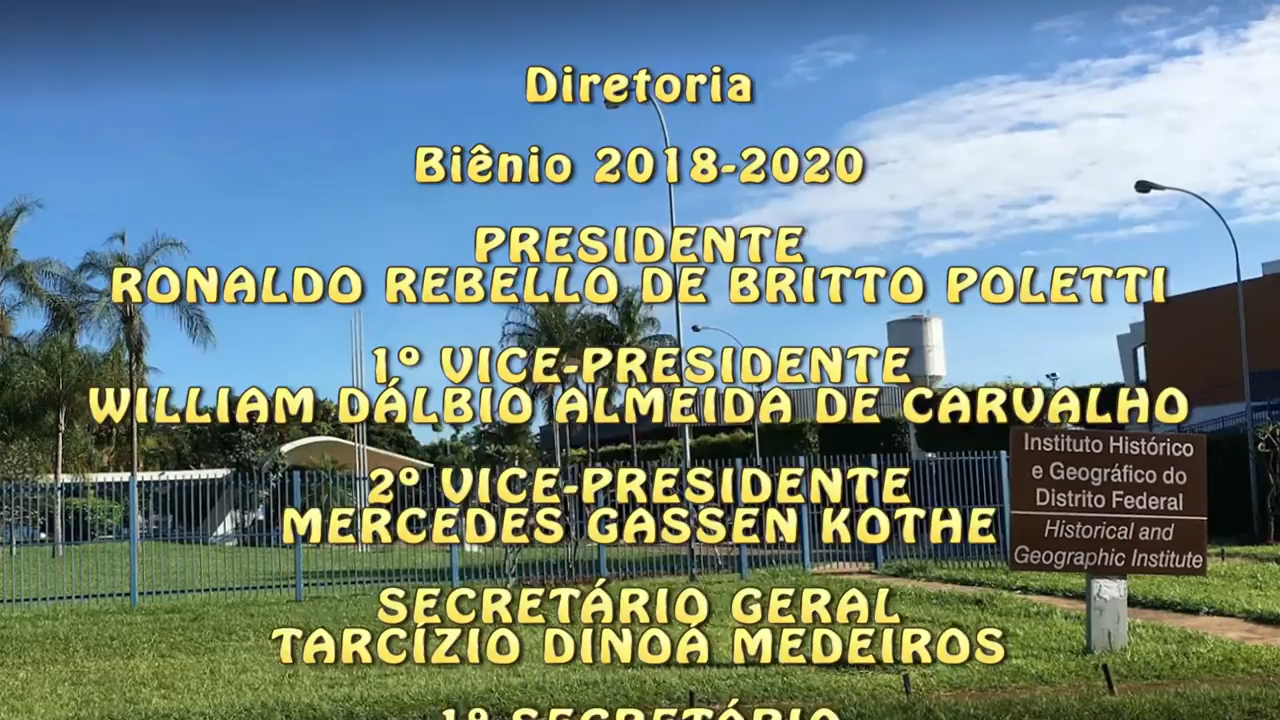 Diretoria
Biênio 2018-2020
PRESIDENTE
RONALDO REBELLO DE BRITTO POLETTI
1º VICE-PRESIDENTE
WILLIAM DÁLBIO ALMEIDA DE CARVALHO
2º VICE-PRESIDENTE
MERCEDES GASSEN KOTHE
SECRETÁRIO GERAL
TARCÍZIO DINOÁ MEDEIROS
1º SECRETÁRIO
Instituto Histórico
e Geográfico do
Distrito Federal
Historical and
Geographic Institute